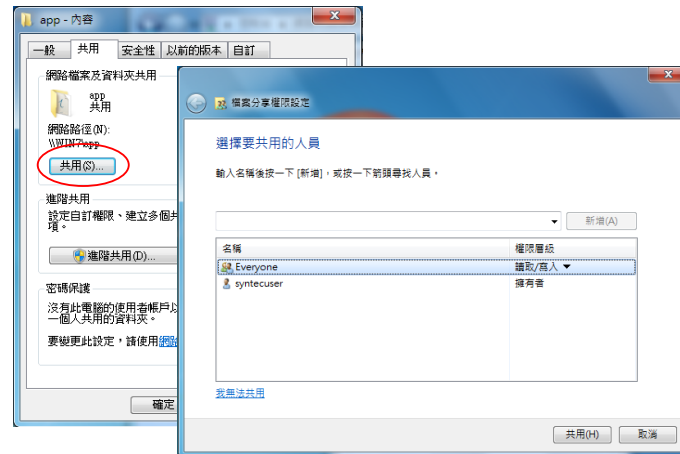 app - 內容
一般
共用
安全性
以前的版本
自訂
網路檔案及資料夾共用
app
共用
網路路徑(N):
\\WIN7\app
共用(S)...
進階共用
設定自訂權限、建立多個共
項。
進階共用(D)...
密碼保護
沒有此電腦的使用者帳戶以
一個人共用的資料夾。
要變更此設定，請使用網路
確定
檔案分享權限設定
選擇要共用的人員
輸入名稱後按一下 [新增]，或按一下箭頭尋找人員。
新增(A)
名稱
權限層級
Everyone
讀取/寫入
syntecuser
擁有者
我無法共用
共用(H)
取消